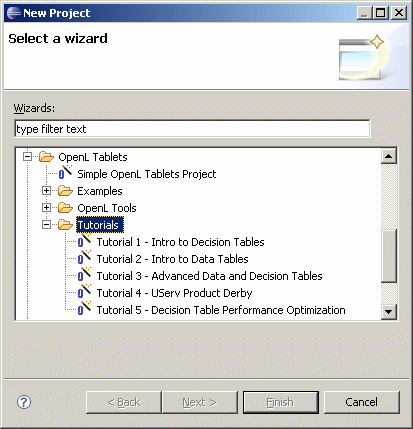 New Project
Select a wizard
Wizards:
type filter text
OpenL Tablets
Simple OpenL Tablets Project
Examples
OpenL Tools
Tutorials
Tutorial 1 - Intro to Decision Tables
Tutorial 2 - Intro to Data Tables
Tutorial 3 - Advanced Data and Decision Tables
Tutorial 4 - UServ Product Derby
Tutorial 5 - Decision Table Performance Optimization
? < Back Next > Finish Cancel